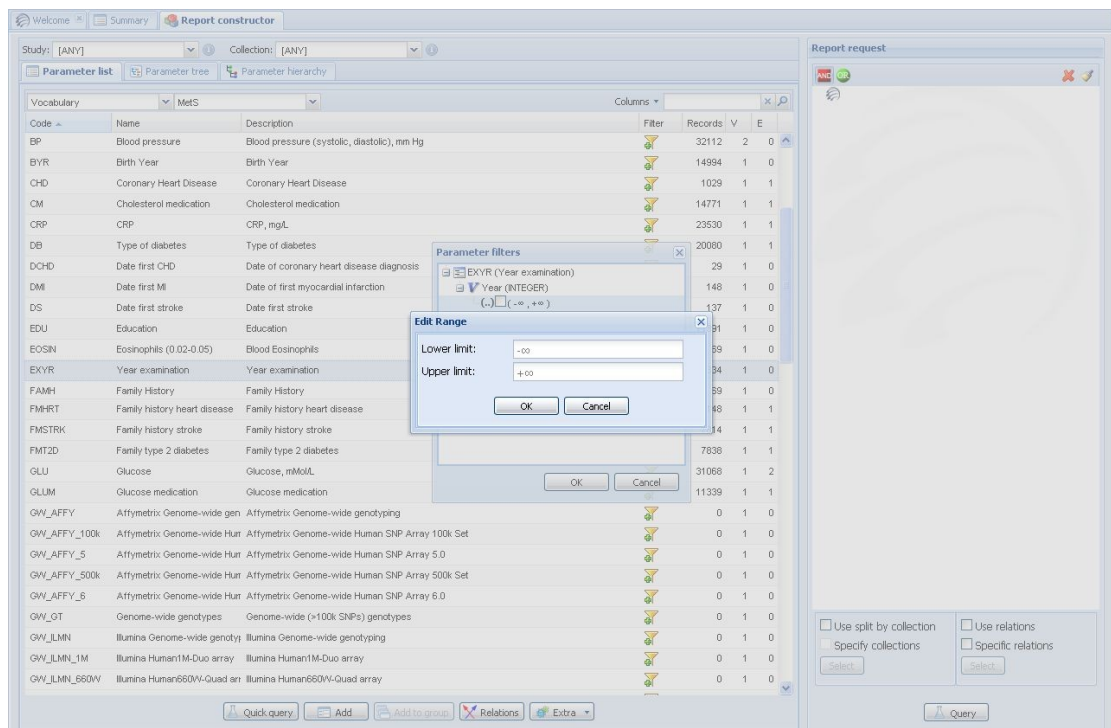 Welcome Summary Report constructor
Study: [ANY] Collection: [ANY]
Report request
Parameter list Parameter tree Parameter hierarchy
AND OR
Vocabulary MetS Columns
Code Name Description Filter Records V E
BP Blood pressure Blood pressure (systolic, diastolic), mm Hg 32112 2 0
BYR Birth Year Birth Year 14994 1 0
CHD Coronary Heart Disease Coronary Heart Disease 1029 1 1
CM Cholesterol medication Cholesterol medication 14771 1 1
CRP CRP CRP, mg/L 23530 1 1
DB Type of diabetes Type of diabetes 20080 1 1
Parameter filters
DCHD Date first CHD Date of coronary heart disease diagnosis 29 1 0
EXYR (Year examination)
DMI Date first MI Date of first myocardial infarction 148 1 0
Year (INTEGER)
DS Date first stroke Date first stroke 137 1 0
(..) ( -∞ , +∞ )
EDU Education Education 91 1 0
Edit Range
EOSIN Eosinophils (0.02-0.05) Blood Eosinophils 69 1 0
Lower limit: -∞
EXYR Year examination Year examination 34 1 0
Upper limit: +∞
FAMH Family History Family History 69 1 0
OK Cancel
FMHRT Family history heart disease Family history heart disease 48 1 1
FMSTRK Family history stroke Family history stroke 14 1 1
FMT2D Family type 2 diabetes Family type 2 diabetes 7838 1 1
GLU Glucose Glucose, mMol/L 31068 1 2
OK Cancel
GLUM Glucose medication Glucose medication 11339 1 1
GW_AFFY Affymetrix Genome-wide gen Affymetrix Genome-wide genotyping 0 1 0
GW_AFFY_100k Affymetrix Genome-wide Hum Affymetrix Genome-wide Human SNP Array 100k Set 0 1 0
GW_AFFY_5 Affymetrix Genome-wide Hum Affymetrix Genome-wide Human SNP Array 5.0 0 1 0
GW_AFFY_500k Affymetrix Genome-wide Hum Affymetrix Genome-wide Human SNP Array 500k Set 0 1 0
GW_AFFY_6 Affymetrix Genome-wide Hum Affymetrix Genome-wide Human SNP Array 6.0 0 1 0
GW_GT Genome-wide genotypes Genome-wide (>100k SNPs) genotypes 0 1 0
GW_ILMN Illumina Genome-wide genotyp Illumina Genome-wide genotyping 0 1 0
GW_ILMN_1M Illumina Human1M-Duo array Illumina Human1M-Duo array 0 1 0
GW_ILMN_660W Illumina Human660W-Quad arr Illumina Human660W-Quad array 0 1 0
Use split by collection Use relations
Specify collections Specific relations
Select Select
Quick query Add Add to group Relations Extra
Query